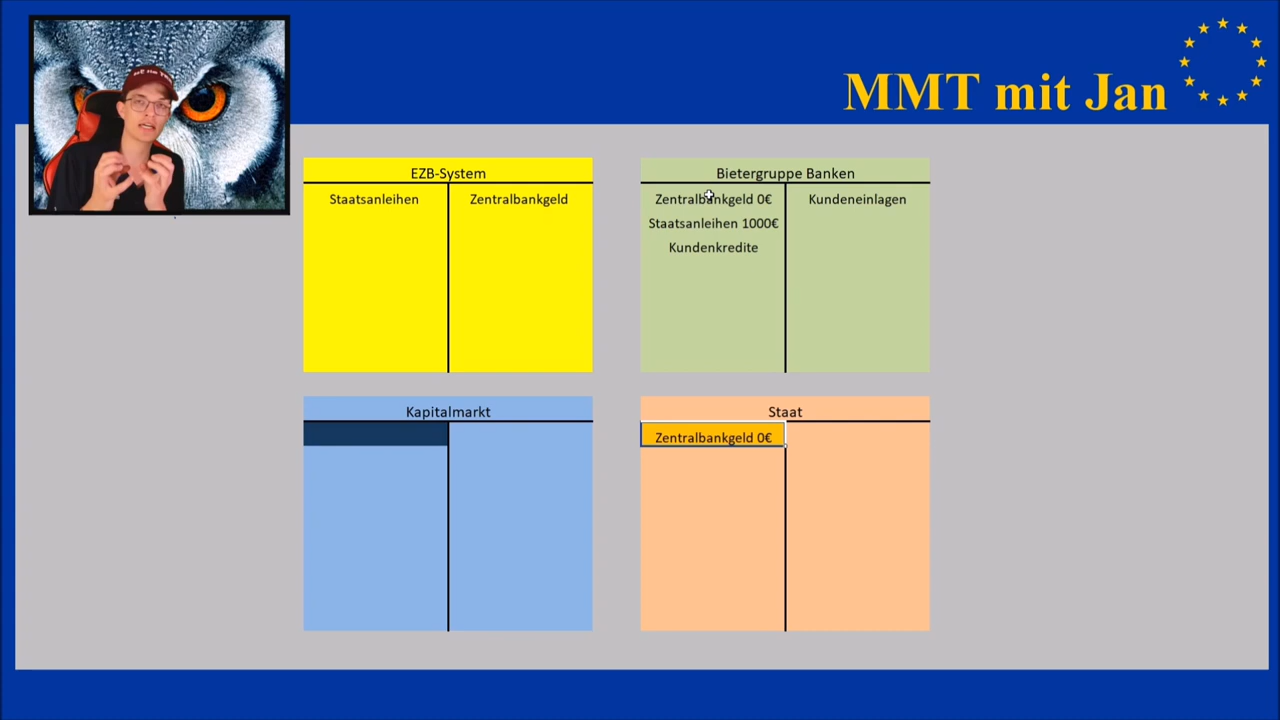 MMT mit Jan
EZB-System
Staatsanleihen
Zentralbankgeld
Bietergruppe Banken
Zentralbankgeld 0€
Kundeneinlagen
Staatsanleihen 1000€
Kundenkredite
Kapitalmarkt
Staat
Zentralbankgeld 0€